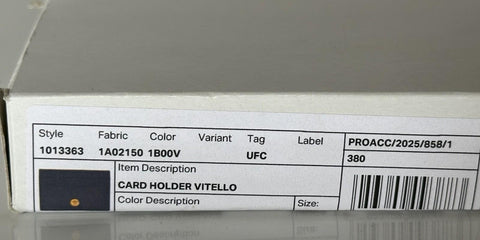 Style Fabric Color Variant Tag Label PROACC/2025/858/1
1013363 1A02150 1B00V UFC 380
Item Description
CARD HOLDER VITELLO
Color Description Size: